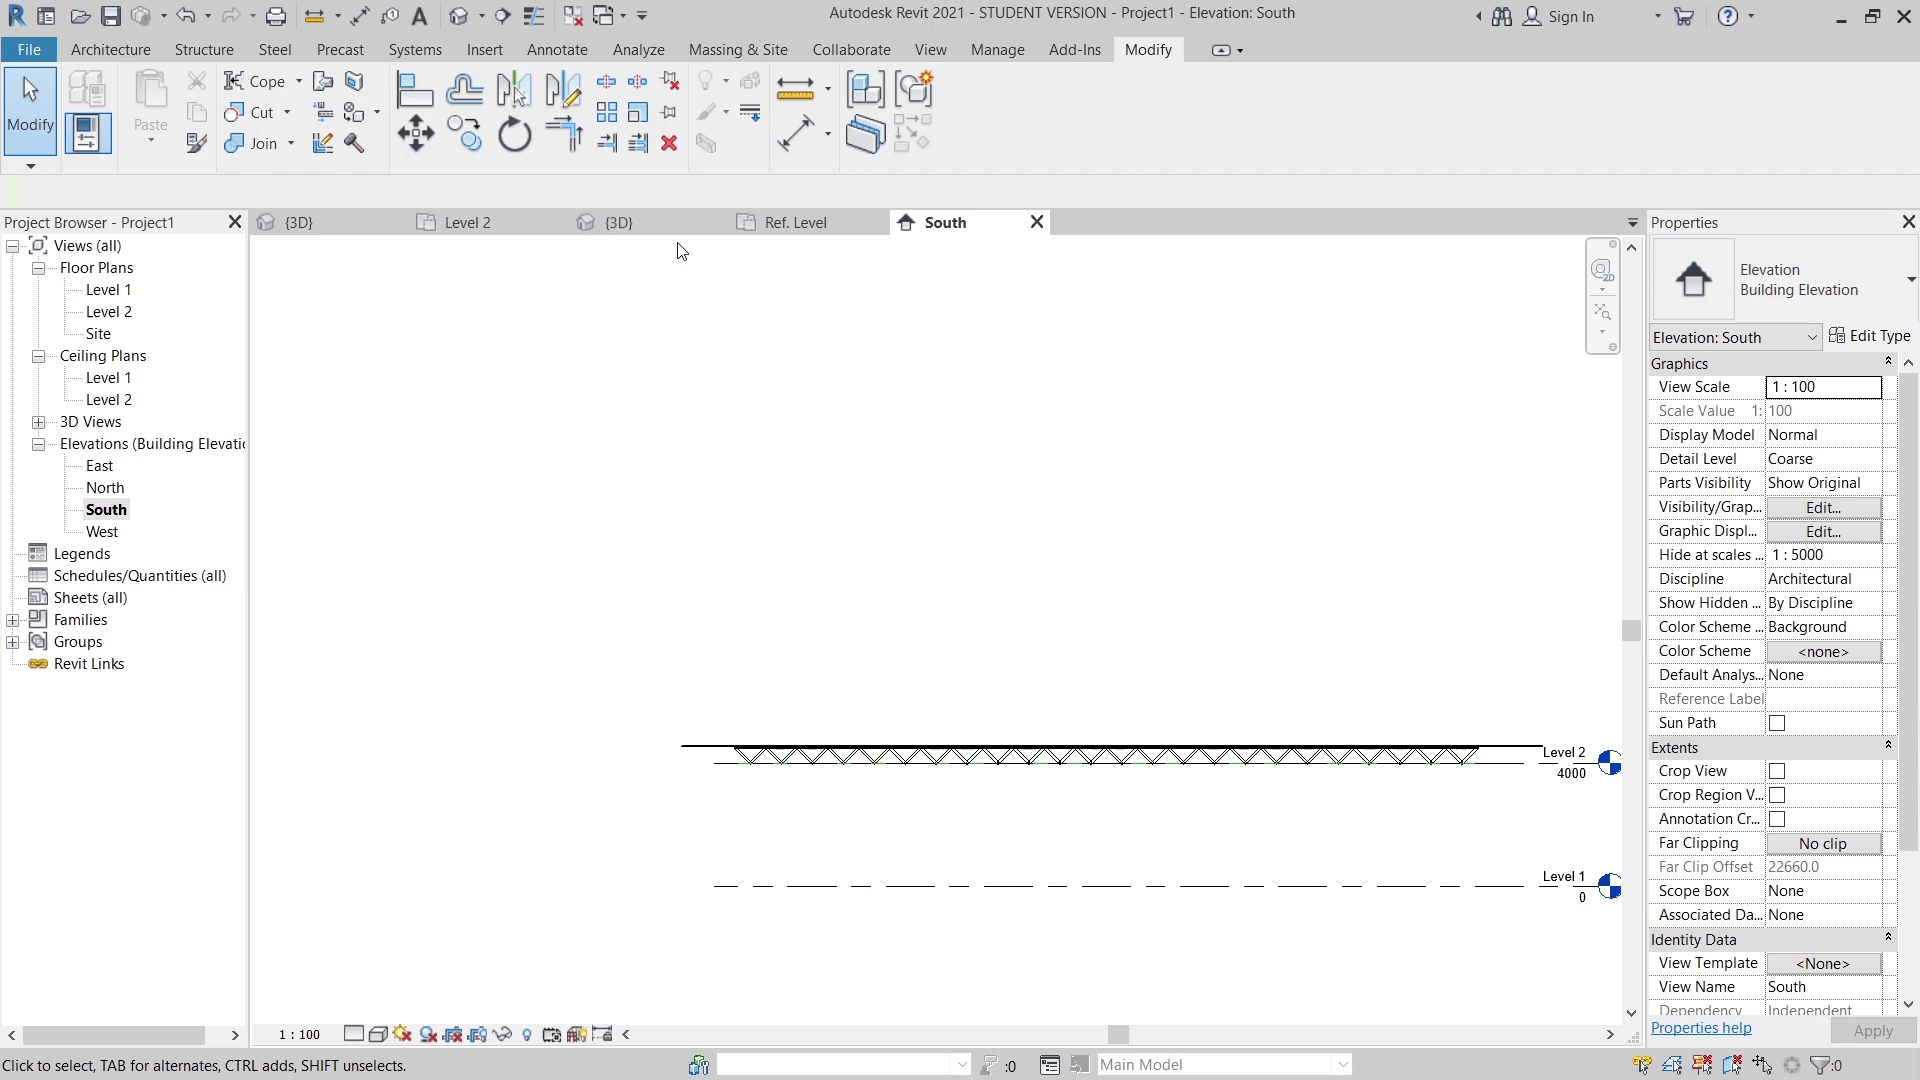 Autodesk Revit 2021 - STUDENT VERSION - Project1 - Elevation: South
Sign In
File Architecture Structure Steel Precast Systems Insert Annotate Analyze Massing & Site Collaborate View Manage Add-Ins Modify
Modify
Paste
Cope
Cut
Join
Project Browser - Project1
{3D} Level 2 {3D} Ref. Level South
Properties
Views (all)
Floor Plans
Level 1
Level 2
Site
Ceiling Plans
Level 1
Level 2
3D Views
Elevations (Building Elevatio
East
North
South
West
Legends
Schedules/Quantities (all)
Sheets (all)
Families
Groups
Revit Links
2D
Level 2
4000
Level 1
0
Elevation
Building Elevation
Elevation: South
Edit Type
Graphics
View Scale 1 : 100
Scale Value 1: 100
Display Model Normal
Detail Level Coarse
Parts Visibility Show Original
Visibility/Grap... Edit...
Graphic Displ... Edit...
Hide at scales ... 1 : 5000
Discipline Architectural
Show Hidden ... By Discipline
Color Scheme ... Background
Color Scheme <none>
Default Analys... None
Reference Label
Sun Path
Extents
Crop View
Crop Region V...
Annotation Cr...
Far Clipping No clip
Far Clip Offset 22660.0
Scope Box None
Associated Da... None
Identity Data
View Template <None>
View Name South
Dependency Independent
Properties help
Apply
1 : 100
Click to select, TAB for alternates, CTRL adds, SHIFT unselects.
:0
Main Model
:0